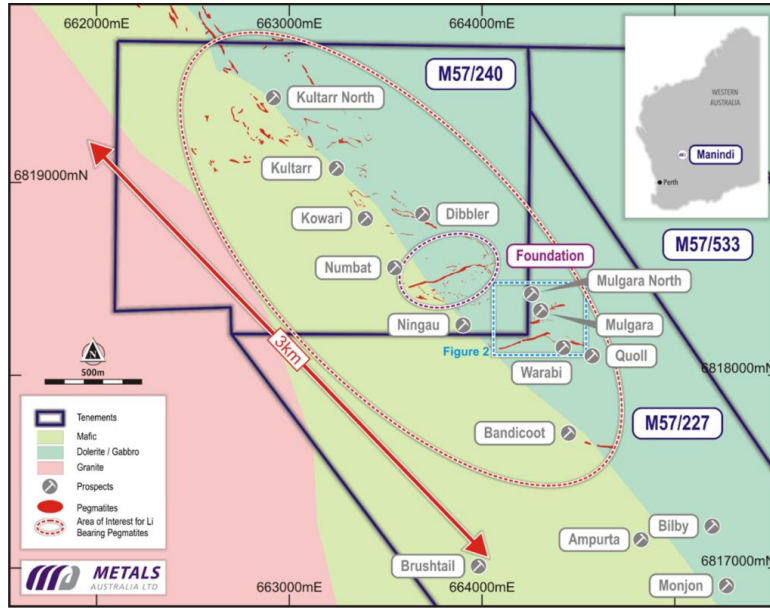 662000mE
663000mE
664000mE
M57/240
WESTERN
AUSTRALIA
Manindi
Perth
Kultarr North
Kultarr
6819000mN
Kowari
Dibbler
M57/533
Foundation
Numbat
Mulgara North
Ningau
Mulgara
Figure 2
Quoll
3km
Warabi
N
500m
6818000mN
M57/227
Bandicoot
Tenements
Mafic
Dolerite / Gabbro
Granite
Prospects
Pegmatites
Area of Interest for Li
Bearing Pegmatites
Ampurta
Bilby
METALS
AUSTRALIA LTD
Brushtail
6817000mN
Monjon
663000mE
664000mE